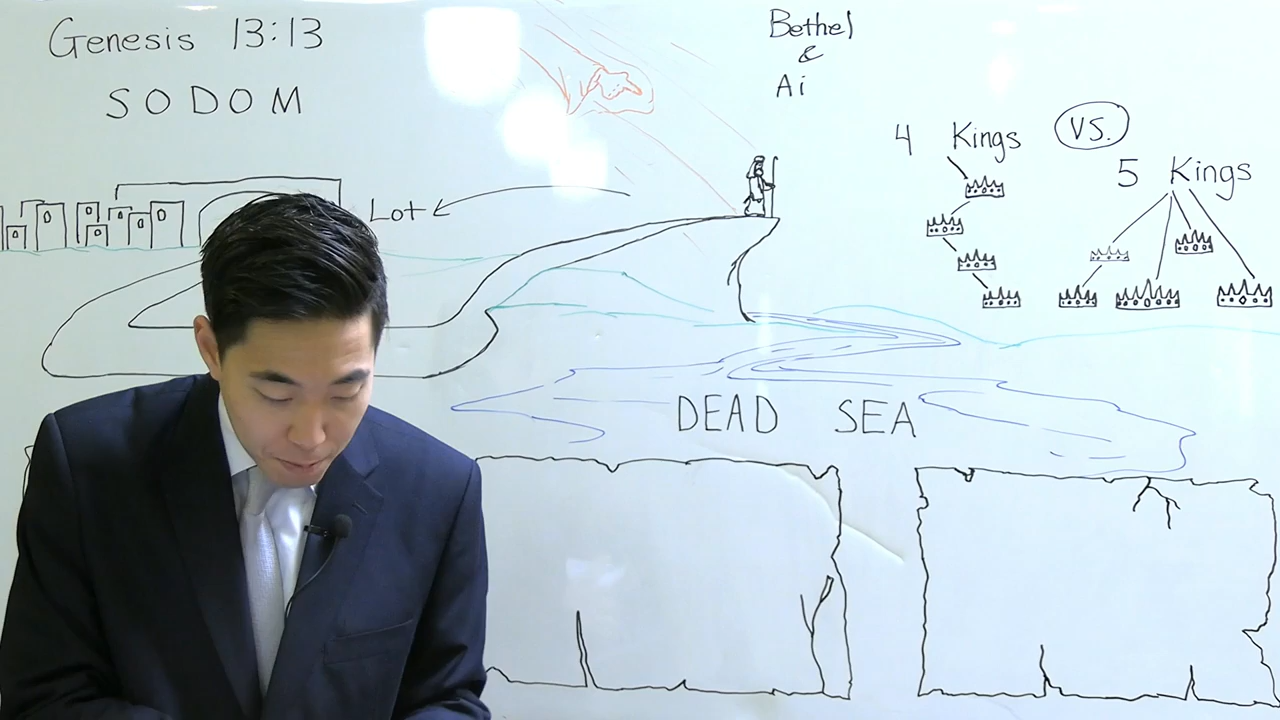 Genesis 13:13
SODOM
Lot
Bethel
&
Ai
4 Kings
VS.
5 Kings
DEAD SEA